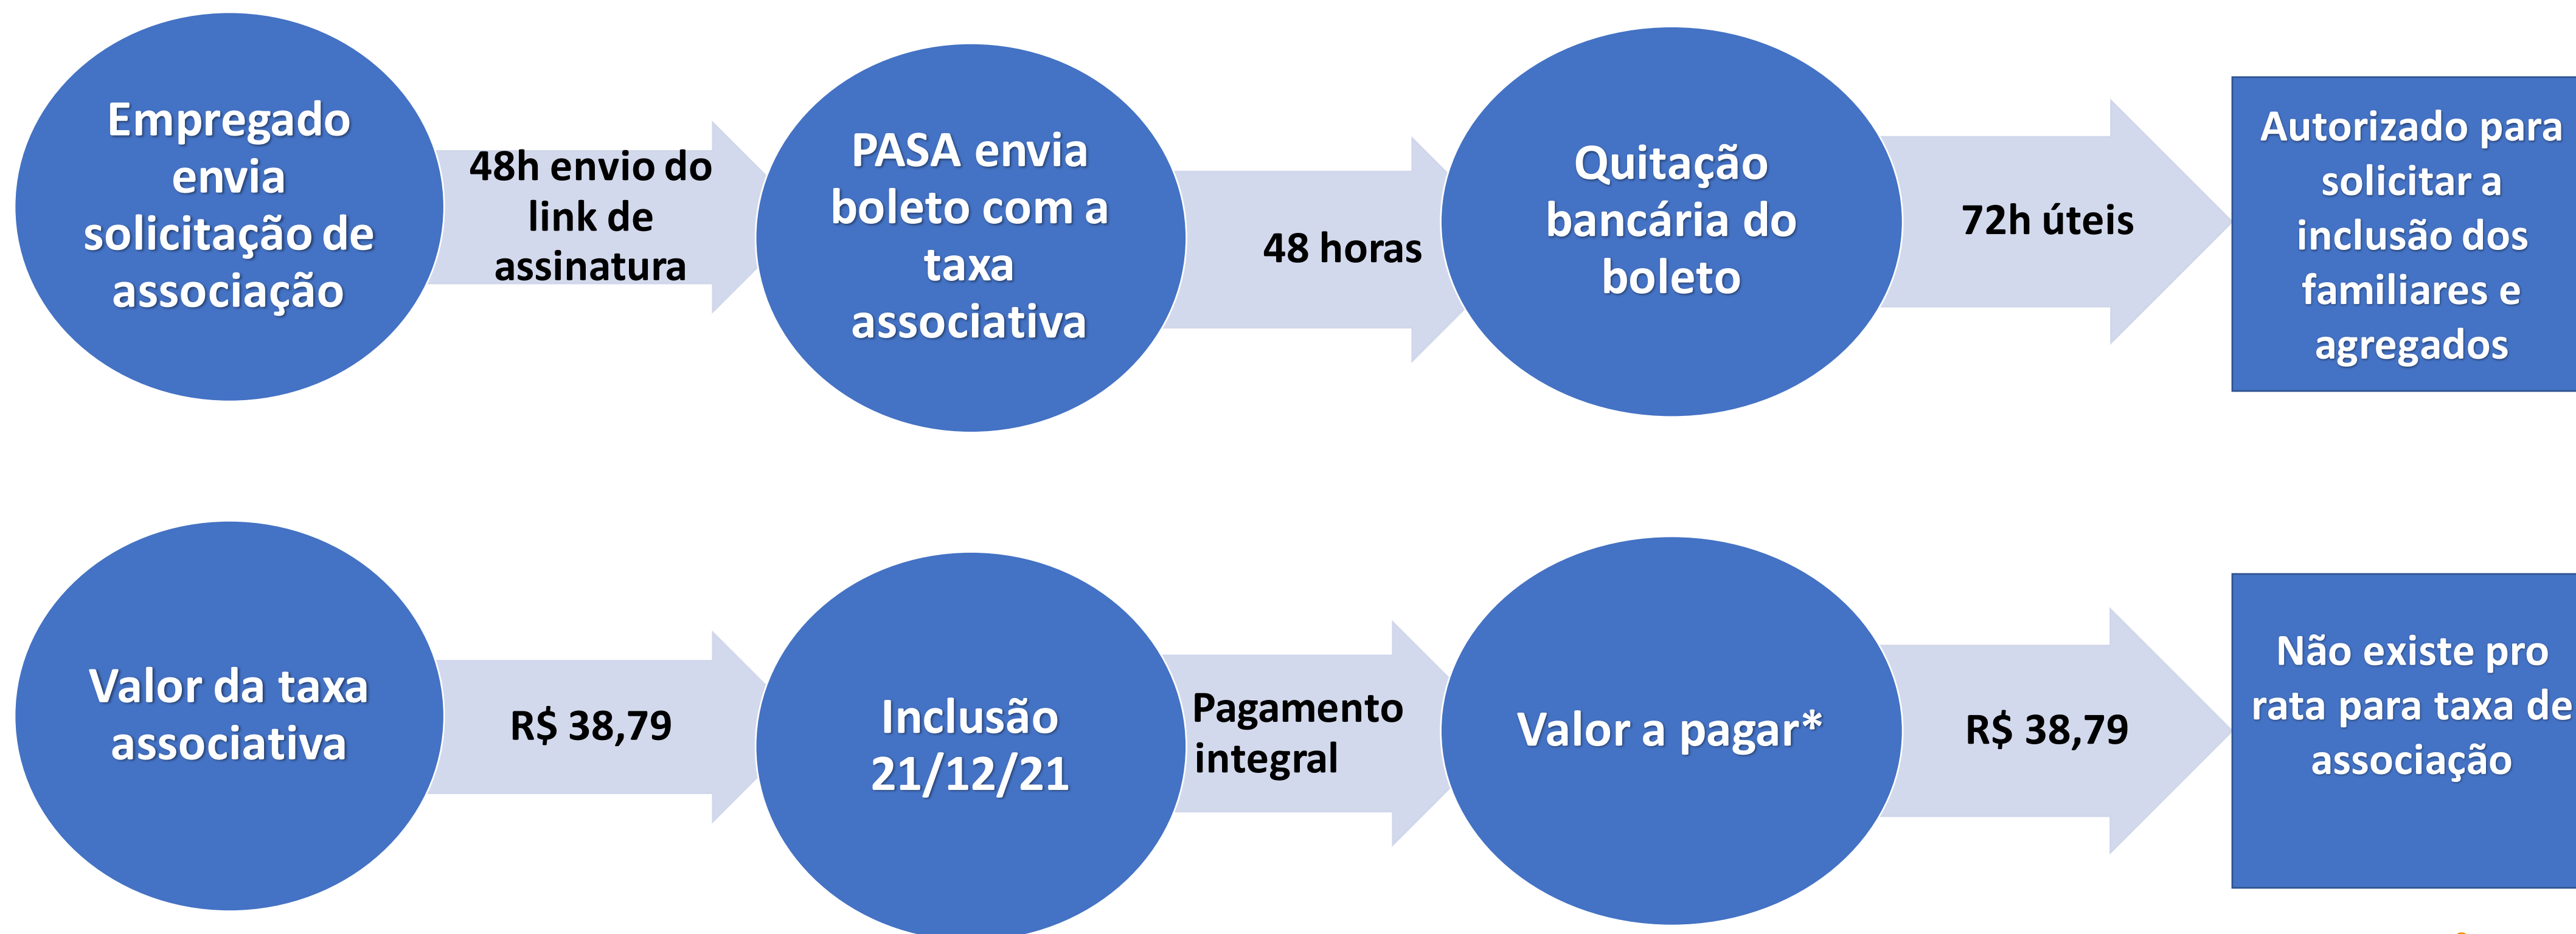 Empregado
envia
solicitação de
associação
48h envio do
link de
assinatura
PASA envia
boleto com a
taxa
associativa
48 horas
Quitação
bancária do
boleto
72h úteis
Autorizado para
solicitar a
inclusão dos
familiares e
agregados
Valor da taxa
associativa
R$ 38,79
Inclusão
21/12/21
Pagamento
integral
Valor a pagar*
R$ 38,79
Não existe pro
rata para taxa de
associação